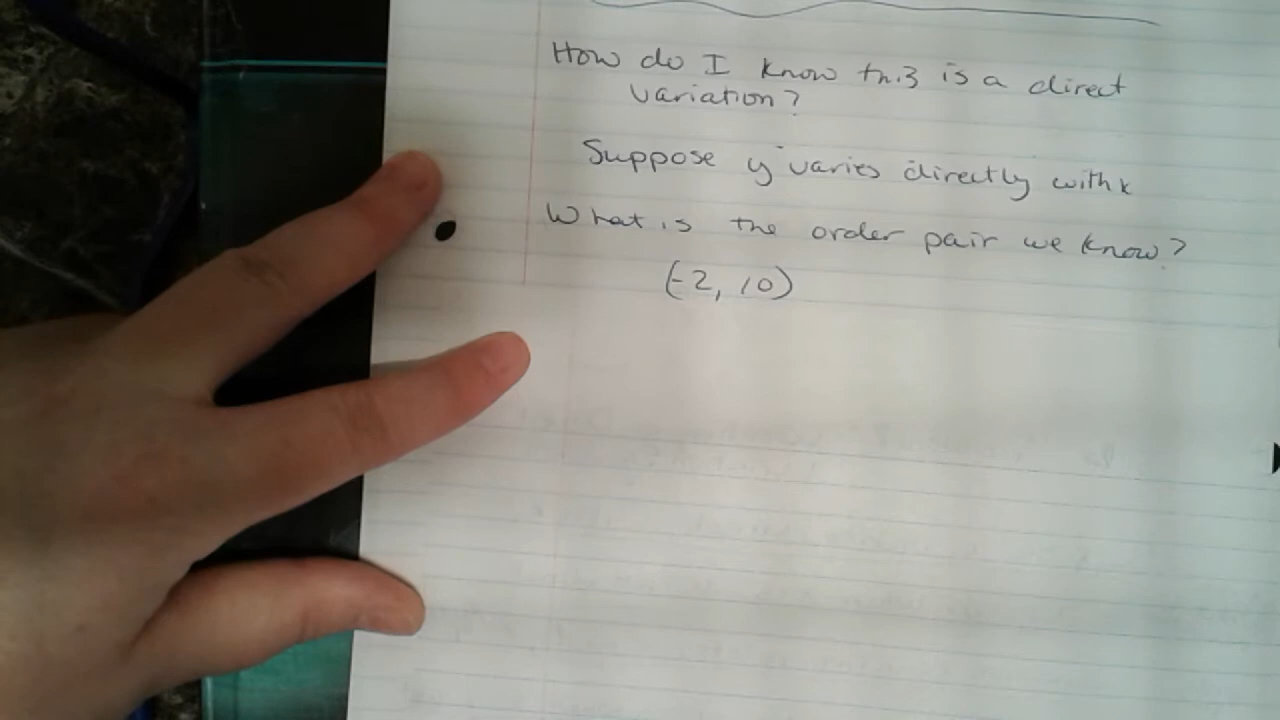 How do I know this is a direct
variation?
Suppose y varies directly with x
What is the order pair we know?
(-2, 10)